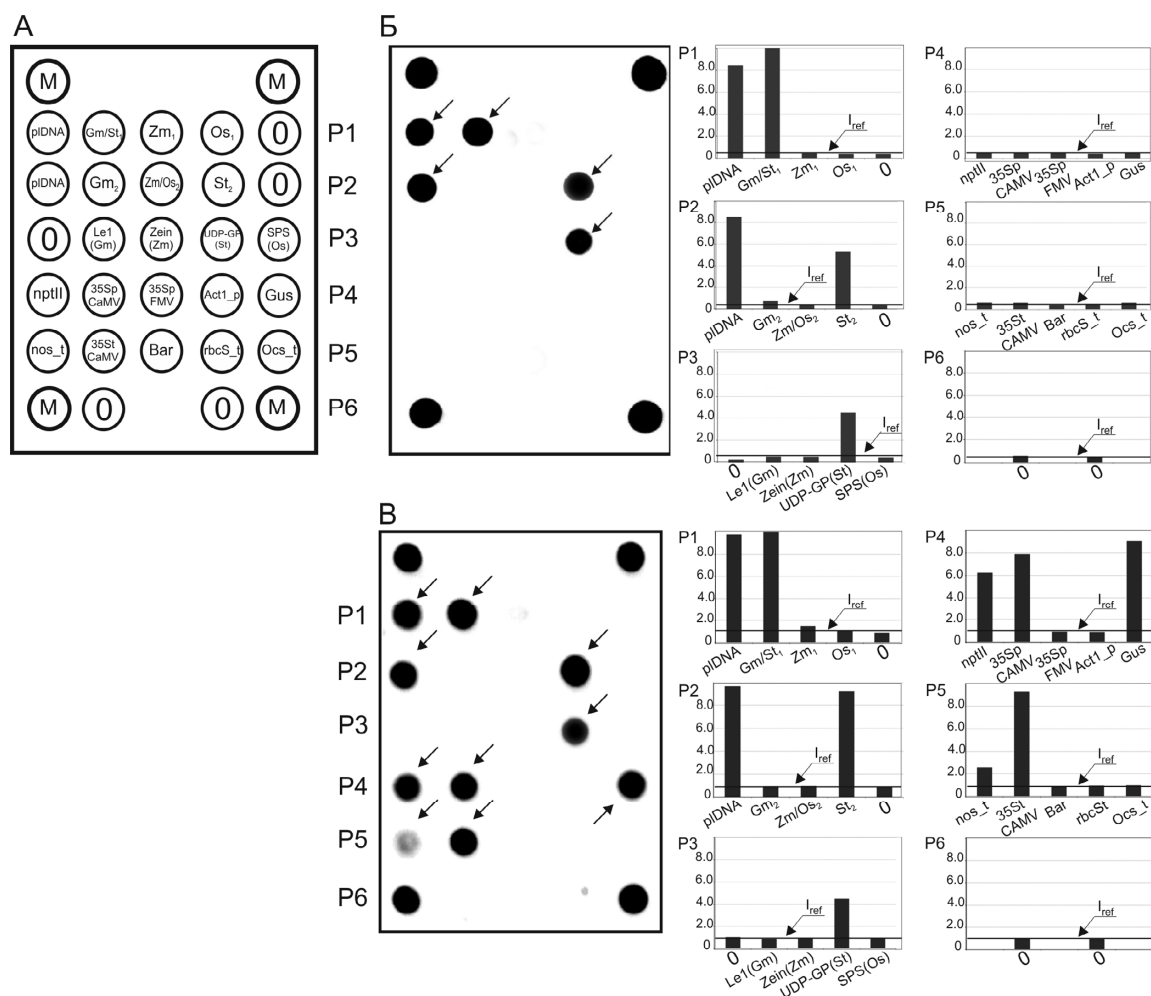 А
M M
plDNA Gm/St1 Zm1 Os1 0 P1
plDNA Gm2 Zm/Os2 St2 0 P2
0 Le1 (Gm) Zein (Zm) UDP-GP (St) SPS (Os) P3
nptII 35Sp CaMV 35Sp FMV Act1_p Gus P4
nos_t 35St CaMV Bar rbcS_t Ocs_t P5
M 0 0 M P6
Б
P1
8.0
6.0
4.0
2.0
0
Iref
plDNA Gm/St1 Zm1 Os1 0
P4
8.0
6.0
4.0
2.0
0
Iref
nptII 35Sp CAMV 35Sp FMV Act1_p Gus
P2
8.0
6.0
4.0
2.0
0
Iref
plDNA Gm2 Zm/Os2 St2 0
P5
8.0
6.0
4.0
2.0
0
Iref
nos_t 35St CAMV Bar rbcS_t Ocs_t
P3
8.0
6.0
4.0
2.0
0
Iref
0 Le1(Gm) Zein(Zm) UDP-GP(St) SPS(Os)
P6
8.0
6.0
4.0
2.0
0
Iref
0 0
В
P1
P2
P3
P4
P5
P6
P1
8.0
6.0
4.0
2.0
0
Iref
plDNA Gm/St1 Zm1 Os1 0
P4
8.0
6.0
4.0
2.0
0
Iref
nptII 35Sp CAMV 35Sp FMV Act1_p Gus
P2
8.0
6.0
4.0
2.0
0
Iref
plDNA Gm2 Zm/Os2 St2 0
P5
8.0
6.0
4.0
2.0
0
Iref
nos_t 35St CAMV Bar rbcSt Ocs_t
P3
8.0
6.0
4.0
2.0
0
Iref
0 Le1(Gm) Zein(Zm) UDP-GP(St) SPS(Os)
P6
8.0
6.0
4.0
2.0
0
Iref
0 0